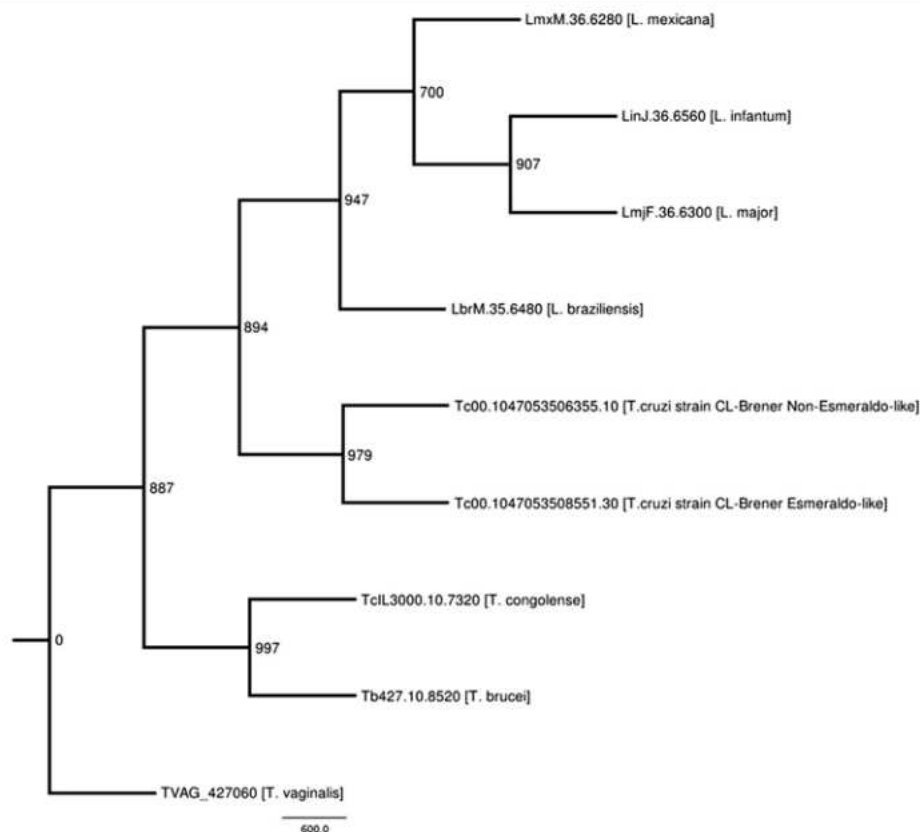 LmxM.36.6280 [L. mexicana]
700
LinJ.36.6560 [L. infantum]
907
947
LmjF.36.6300 [L. major]
LbrM.35.6480 [L. braziliensis]
894
Tc00.1047053506355.10 [T.cruzi strain CL-Brener Non-Esmeraldo-like]
979
887
Tc00.1047053508551.30 [T.cruzi strain CL-Brener Esmeraldo-like]
TcIL3000.10.7320 [T. congolense]
0
997
Tb427.10.8520 [T. brucei]
TVAG_427060 [T. vaginalis]
600.0